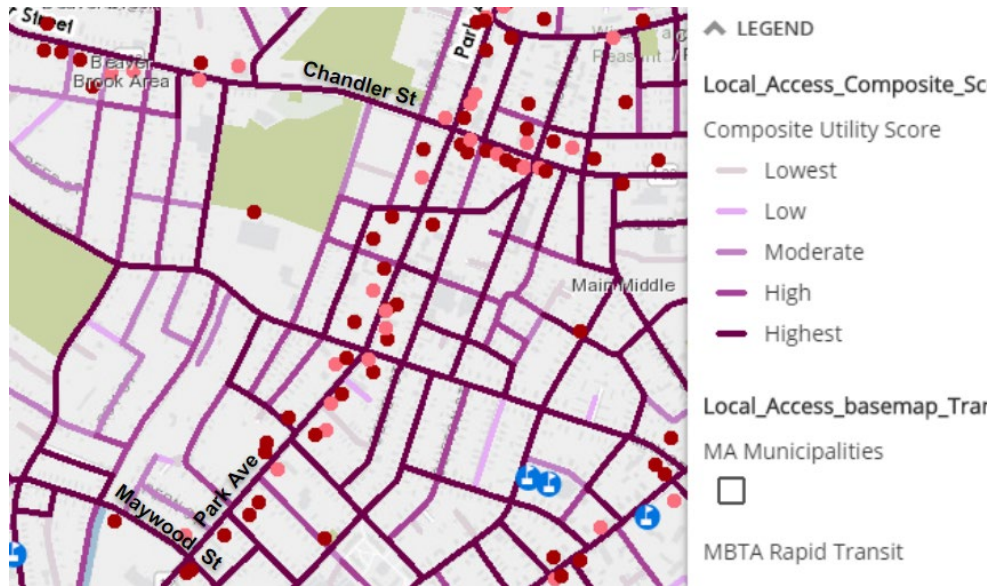 y Street
Beaver
Brook Area
Chandler St
Park A
Main Middle
Park Ave
Maywood St
LEGEND
Local_Access_Composite_Sc
Composite Utility Score
Lowest
Low
Moderate
High
Highest
Local_Access_basemap_Tran
MA Municipalities
MBTA Rapid Transit